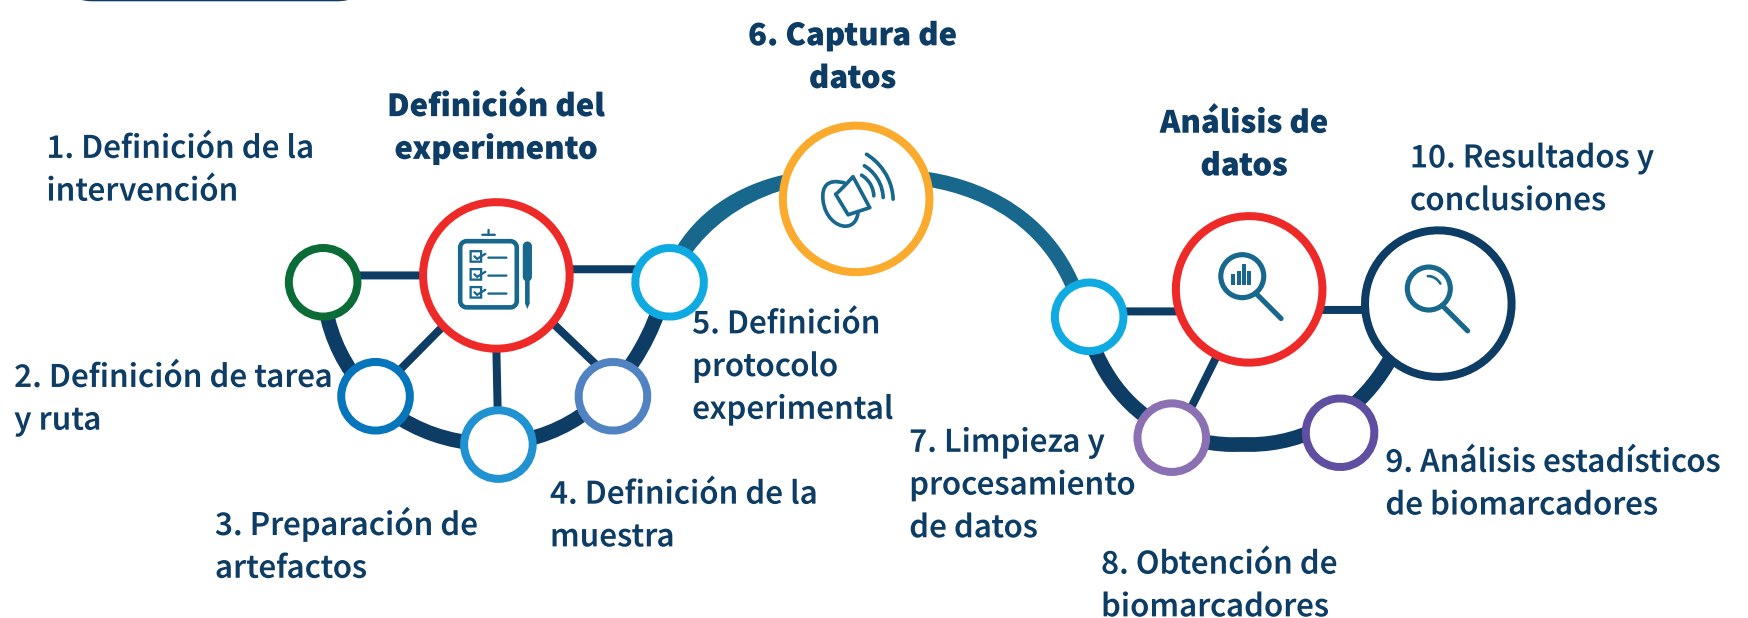 1. Definición de la
intervención
Definición del
experimento
2. Definición de tarea
y ruta
3. Preparación de
artefactos
4. Definición de la
muestra
5. Definición
protocolo
experimental
6. Captura de
datos
Análisis de
datos
7. Limpieza y
procesamiento
de datos
8. Obtención de
biomarcadores
9. Análisis estadísticos
de biomarcadores
10. Resultados y
conclusiones